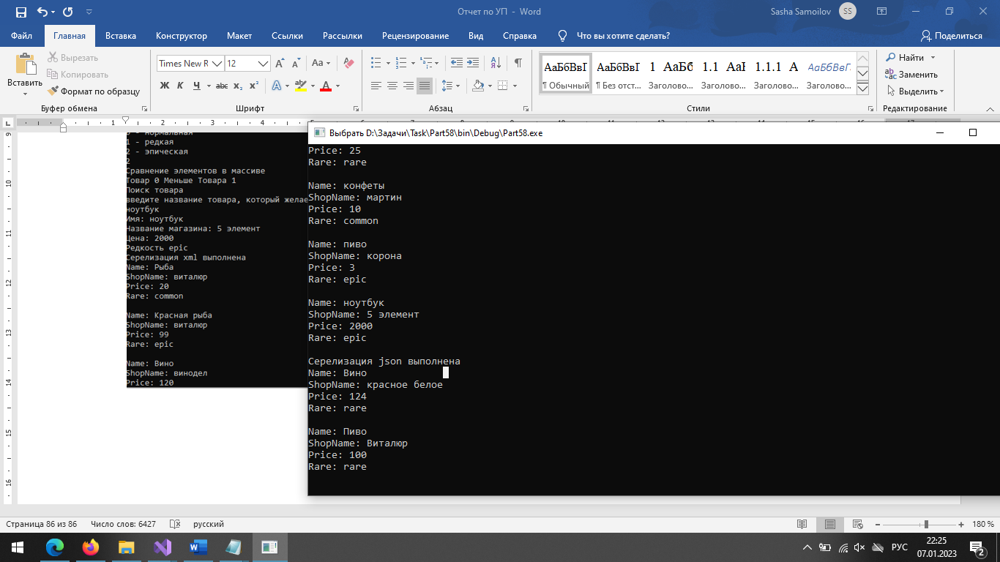 Отчет по УП - Word
Sasha Samoilov
SS
Файл
Главная
Вставка
Конструктор
Макет
Ссылки
Рассылки
Рецензирование
Вид
Справка
Что вы хотите сделать?
Поделиться
Вставить
Вырезать
Копировать
Формат по образцу
Буфер обмена
Times New R
12
Aa
Ж К Ч abc x₂ x²
Шрифт
Абзац
АаБбВвГ
¶ Обычный
АаБбВвГ
¶ Без отст...
1 АаБб
Заголово...
1.1 АаБ
Заголово...
1.1.1 А
Заголово...
АаБбВвГ
Заголово...
Стили
Найти
Заменить
Выделить
Редактирование
1 - редкая
2 - эпическая
2
Сравнение элементов в массиве
Товар 0 Меньше Товара 1
Поиск товара
введите название товара, который желае
ноутбук
Имя: ноутбук
Название магазина: 5 элемент
Цена: 2000
Редкость epic
Серелизация xml выполнена
Name: Рыба
ShopName: виталюр
Price: 20
Rare: common
Name: Красная рыба
ShopName: виталюр
Price: 99
Rare: epic
Name: Вино
ShopName: винодел
Price: 120
Выбрать D:\Задачи\Task\Part58\bin\Debug\Part58.exe
Price: 25
Rare: rare
Name: конфеты
ShopName: мартин
Price: 10
Rare: common
Name: пиво
ShopName: корона
Price: 3
Rare: epic
Name: ноутбук
ShopName: 5 элемент
Price: 2000
Rare: epic
Серелизация json выполнена
Name: Вино
ShopName: красное белое
Price: 124
Rare: rare
Name: Пиво
ShopName: Виталюр
Price: 100
Rare: rare
Страница 86 из 86
Число слов: 6427
русский
180 %
РУС
22:25
07.01.2023
2